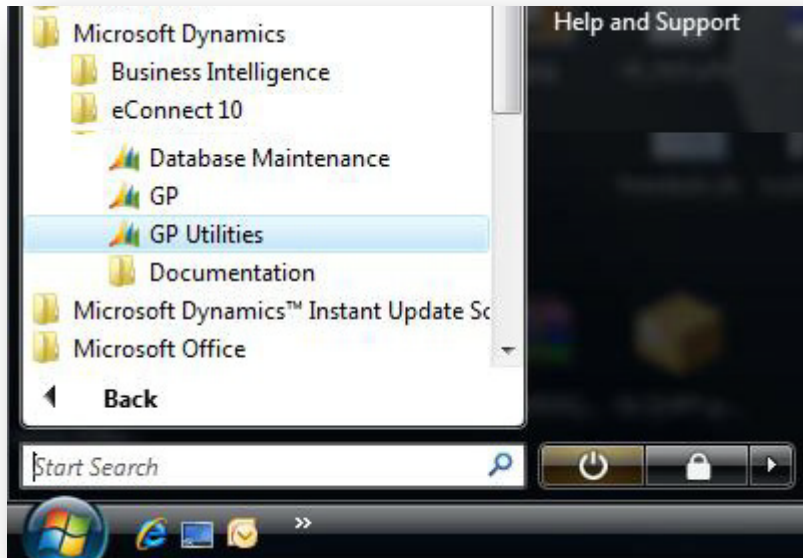 Microsoft Dynamics
Help and Support
Business Intelligence
eConnect 10
Database Maintenance
GP
GP Utilities
Documentation
Microsoft Dynamics™ Instant Update Sc
Microsoft Office
Back
Start Search
»